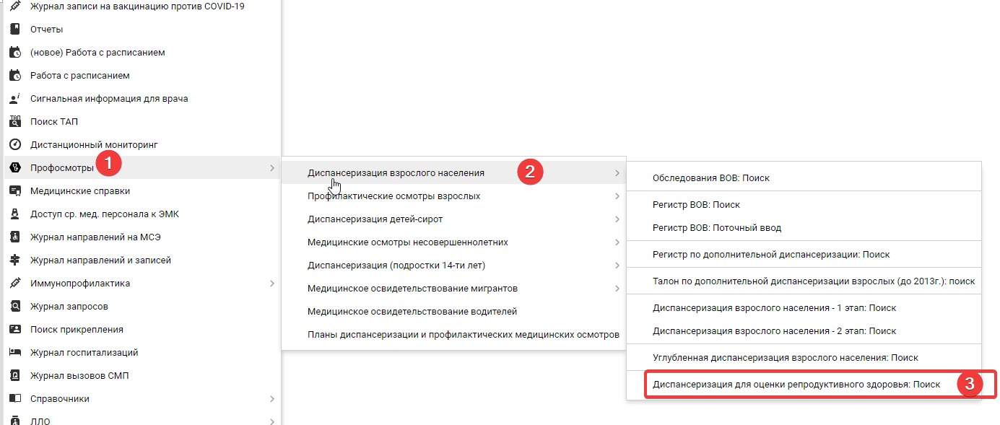 Журнал записи на вакцинацию против COVID-19
Отчеты
(новое) Работа с расписанием
Работа с расписанием
Сигнальная информация для врача
Поиск ТАП
Дистанционный мониторинг
Профосмотры
1
Медицинские справки
Доступ ср. мед. персонала к ЭМК
Журнал направлений на МСЭ
Журнал направлений и записей
Иммунопрофилактика
Журнал запросов
Поиск прикрепления
Журнал госпитализаций
Журнал вызовов СМП
Справочники
ЛЛО
Диспансеризация взрослого населения
2
Профилактические осмотры взрослых
Диспансеризация детей-сирот
Медицинские осмотры несовершеннолетних
Диспансеризация (подростки 14-ти лет)
Медицинское освидетельствование мигрантов
Медицинское освидетельствование водителей
Планы диспансеризации и профилактических медицинских осмотров
Обследования ВОВ: Поиск
Регистр ВОВ: Поиск
Регистр ВОВ: Поточный ввод
Регистр по дополнительной диспансеризации: Поиск
Талон по дополнительной диспансеризации взрослых (до 2013г.): поиск
Диспансеризация взрослого населения - 1 этап: Поиск
Диспансеризация взрослого населения - 2 этап: Поиск
Углубленная диспансеризация взрослого населения: Поиск
Диспансеризация для оценки репродуктивного здоровья: Поиск
3